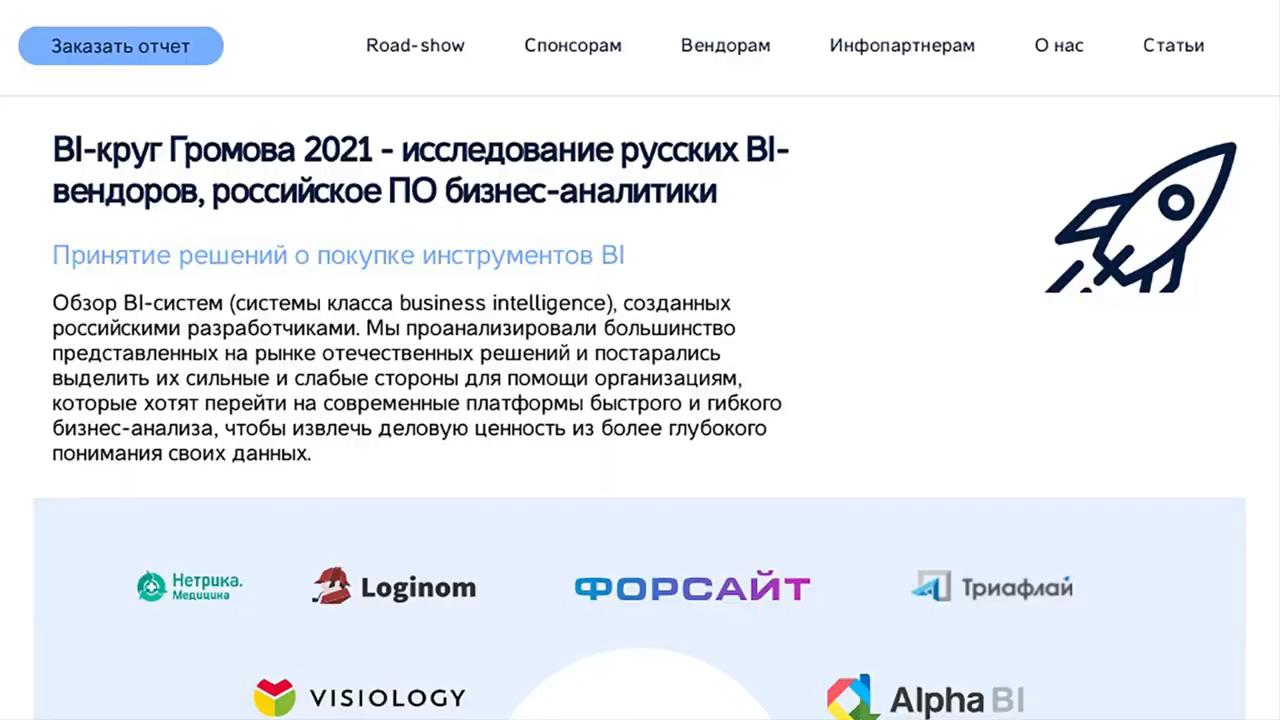 Заказать отчет
Road-show
Спонсорам
Вендорам
Инфопартнерам
О нас
Статьи
BI-круг Громова 2021 - исследование русских BI-
вендоров, российское ПО бизнес-аналитики
Принятие решений о покупке инструментов BI
Обзор BI-систем (системы класса business intelligence), созданных
российскими разработчиками. Мы проанализировали большинство
представленных на рынке отечественных решений и постарались
выделить их сильные и слабые стороны для помощи организациям,
которые хотят перейти на современные платформы быстрого и гибкого
бизнес-анализа, чтобы извлечь деловую ценность из более глубокого
понимания своих данных.
Нетрика.
Медицина
Loginom
ФОРСАЙТ
Триафлай
VISIOLOGY
Alpha BI